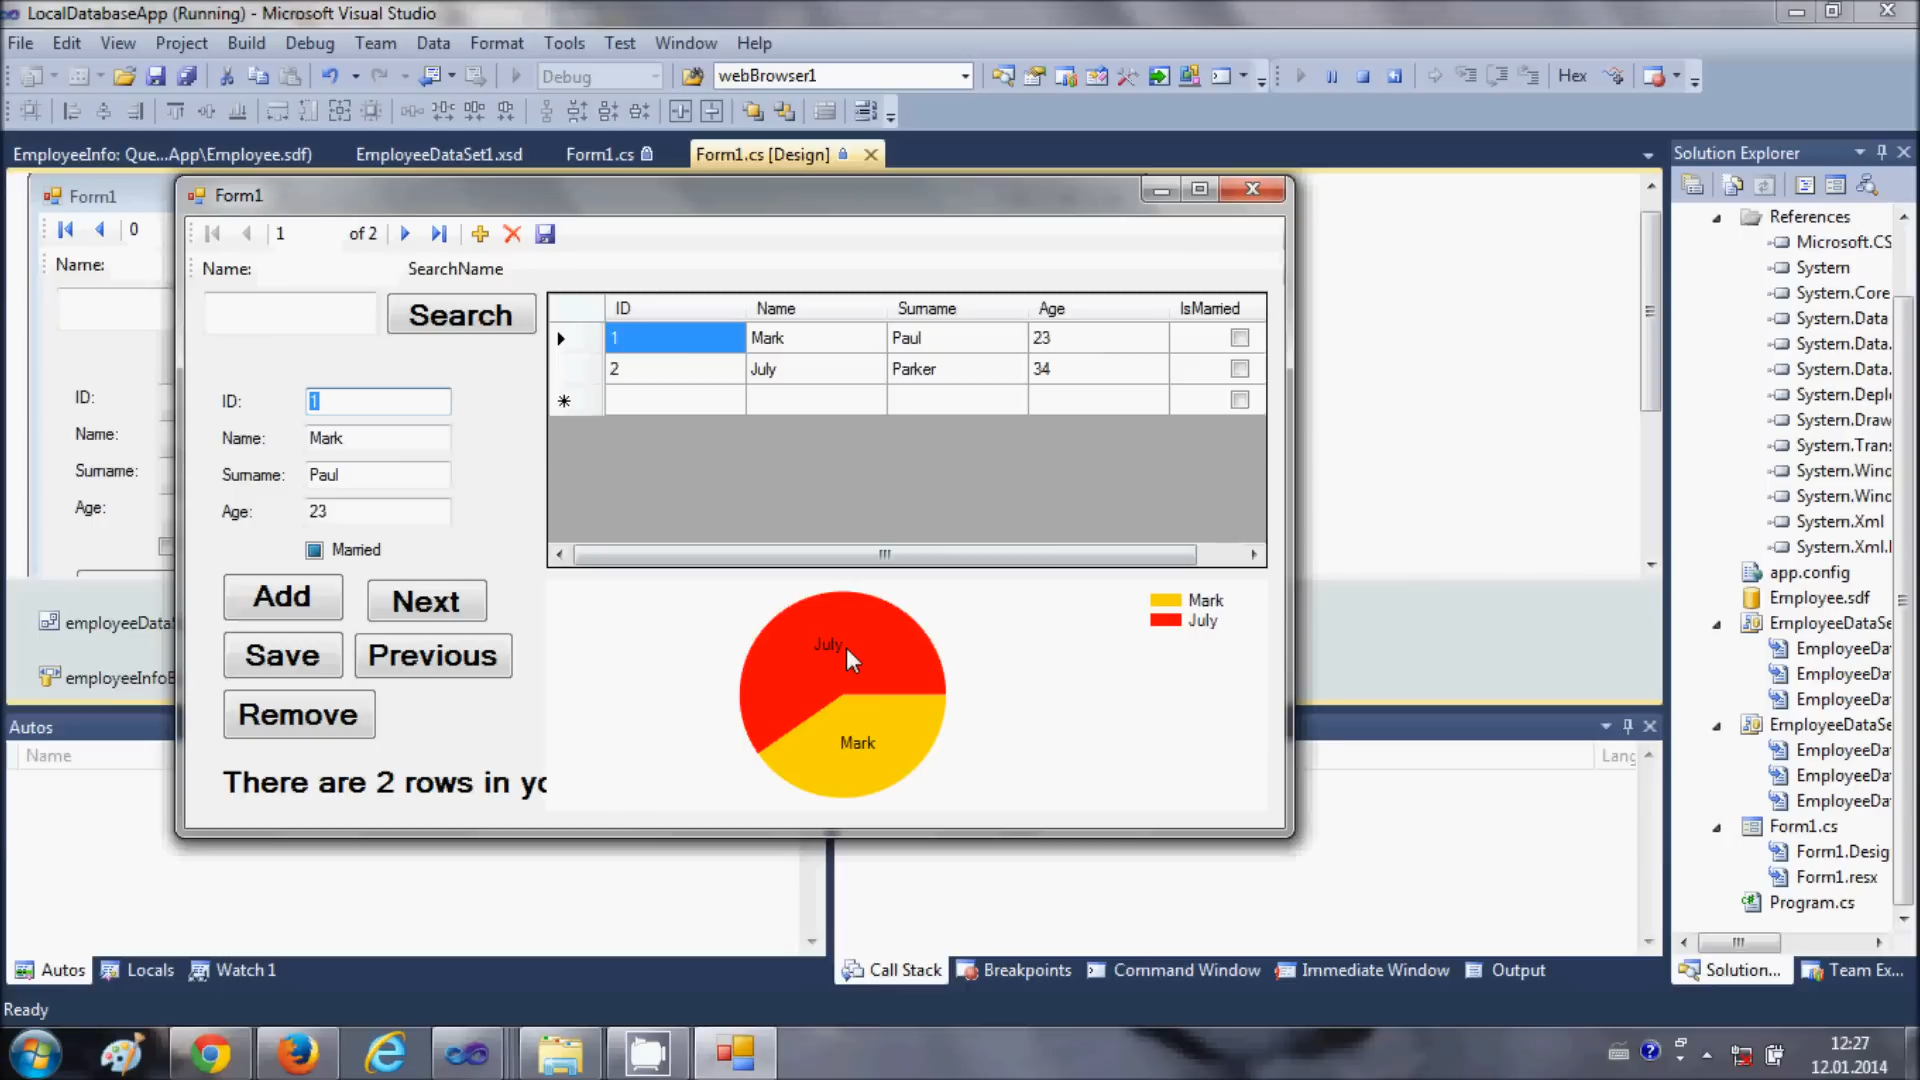 LocalDatabaseApp (Running) - Microsoft Visual Studio
File Edit View Project Build Debug Team Data Format Tools Test Window Help
Debug webBrowser1 Hex
EmployeeInfo: Que...App\Employee.sdf) EmployeeDataSet1.xsd Form1.cs Form1.cs [Design] Solution Explorer
Form1
0
Name:
ID:
Name:
Surname:
Age:
Form1
1 of 2
Name: SearchName
Search
ID Name Surname Age IsMarried
1 Mark Paul 23
2 July Parker 34
ID: 1
Name: Mark
Surname: Paul
Age: 23
Married
Add Next
Save Previous
Remove
There are 2 rows in yo
July
Mark
Mark
July
employeeData
employeeInfoB
References
Microsoft.CS
System
System.Core
System.Data
System.Data.
System.Data.
System.Depl
System.Draw
System.Tran
System.Winc
System.Winc
System.Xml
System.Xml.l
app.config
Employee.sdf
EmployeeDataSe
EmployeeDa
EmployeeDa
EmployeeDa
EmployeeDataSe
EmployeeDa
EmployeeDa
EmployeeDa
Form1.cs
Form1.Desig
Form1.resx
Program.cs
Autos
Name
Lang
Autos Locals Watch 1 Call Stack Breakpoints Command Window Immediate Window Output Solution... Team Ex...
Ready
12:27
12.01.2014